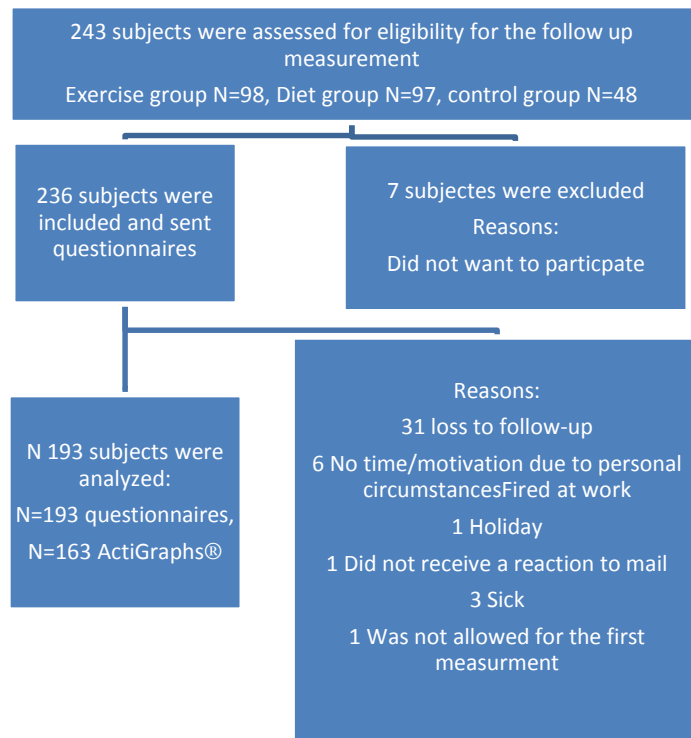 243 subjects were assessed for eligibility for the follow up
measurement
Exercise group N=98, Diet group N=97, control group N=48
236 subjects were
included and sent
questionnaires
7 subjectes were excluded
Reasons:
Did not want to particpate
N 193 subjects were
analyzed:
N=193 questionnaires,
N=163 ActiGraphs®
Reasons:
31 loss to follow-up
6 No time/motivation due to personal
circumstancesFired at work
1 Holiday
1 Did not receive a reaction to mail
3 Sick
1 Was not allowed for the first
measurment